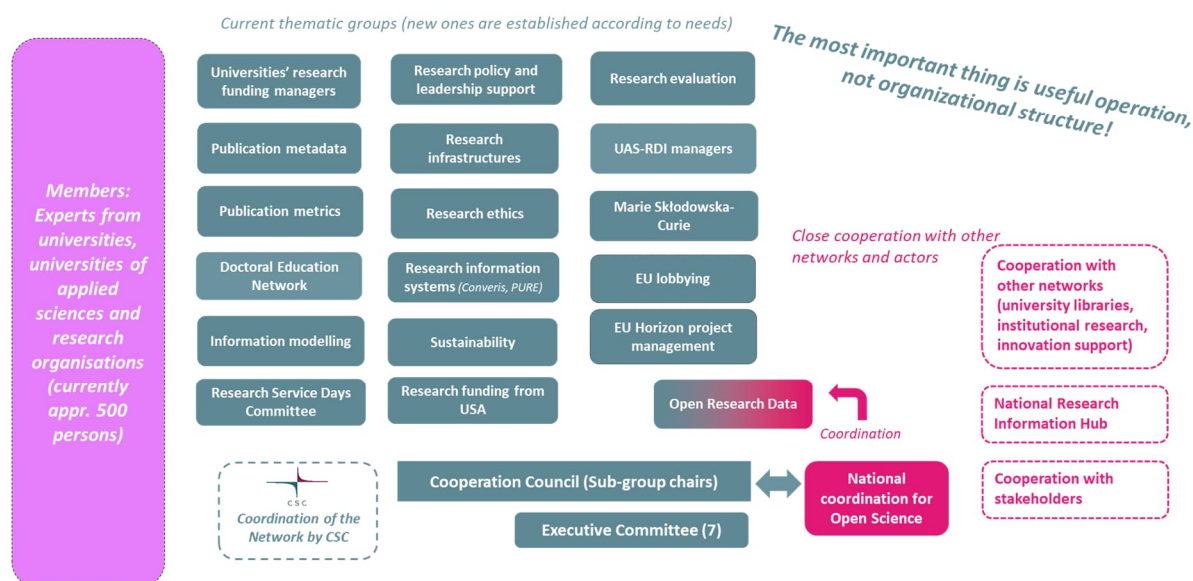 Current thematic groups (new ones are established according to needs)
The most important thing is useful operation,
not organizational structure!
Members:
Experts from
universities,
universities of
applied
sciences and
research
organisations
(currently
appr. 500
persons)
Universities’ research
funding managers
Research policy and
leadership support
Research evaluation
Publication metadata
Research
infrastructures
UAS-RDI managers
Publication metrics
Research ethics
Marie Skłodowska-
Curie
Doctoral Education
Network
Research information
systems (Converis, PURE)
EU lobbying
Information modelling
Sustainability
EU Horizon project
management
Research Service Days
Committee
Research funding from
USA
Open Research Data
Coordination
Close cooperation with other
networks and actors
Cooperation with
other networks
(university libraries,
institutional research,
innovation support)
National Research
Information Hub
Cooperation with
stakeholders
CSC
Coordination of the
Network by CSC
Cooperation Council (Sub-group chairs)
Executive Committee (7)
National
coordination for
Open Science